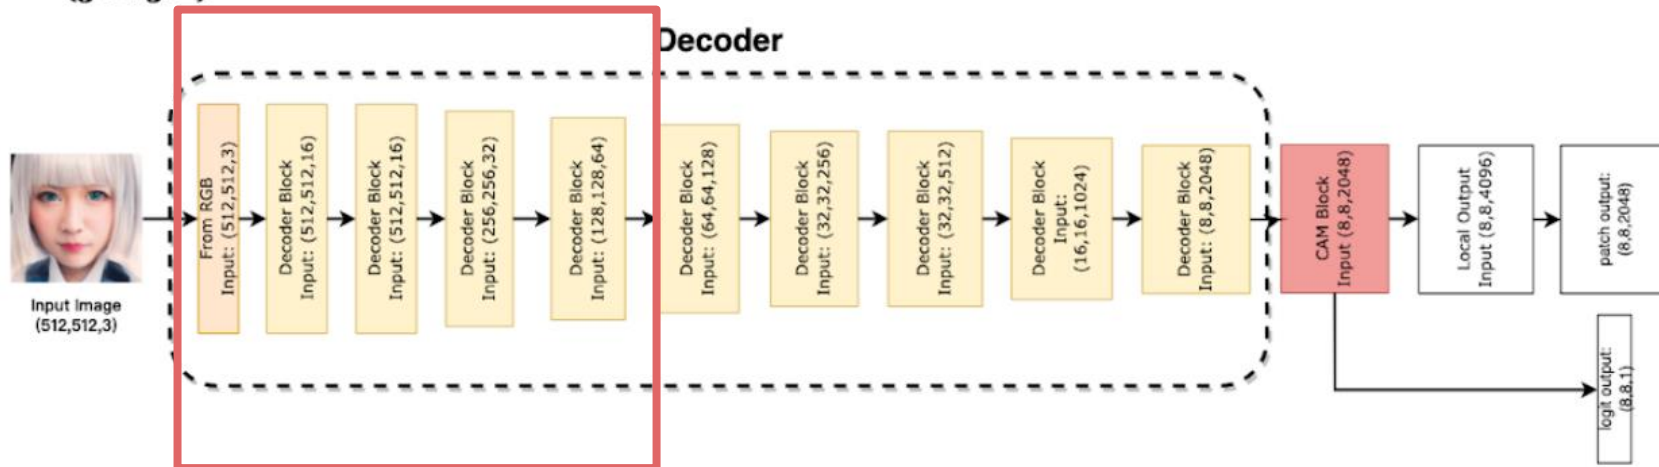 Decoder
Input Image
(512,512,3)
From RGB
Input: (512,512,3)
Decoder Block
Input: (512,512,16)
Decoder Block
Input: (512,512,16)
Decoder Block
Input: (256,256,32)
Decoder Block
Input: (128,128,64)
Decoder Block
Input: (64,64,128)
Decoder Block
Input: (32,32,256)
Decoder Block
Input: (32,32,512)
Decoder Block
Input:
(16,16,1024)
Decoder Block
Input: (8,8,2048)
CAM Block
Input (8,8,2048)
Local Output
Input (8,8,4096)
patch output:
(8,8,2048)
logit output:
(8,8,1)